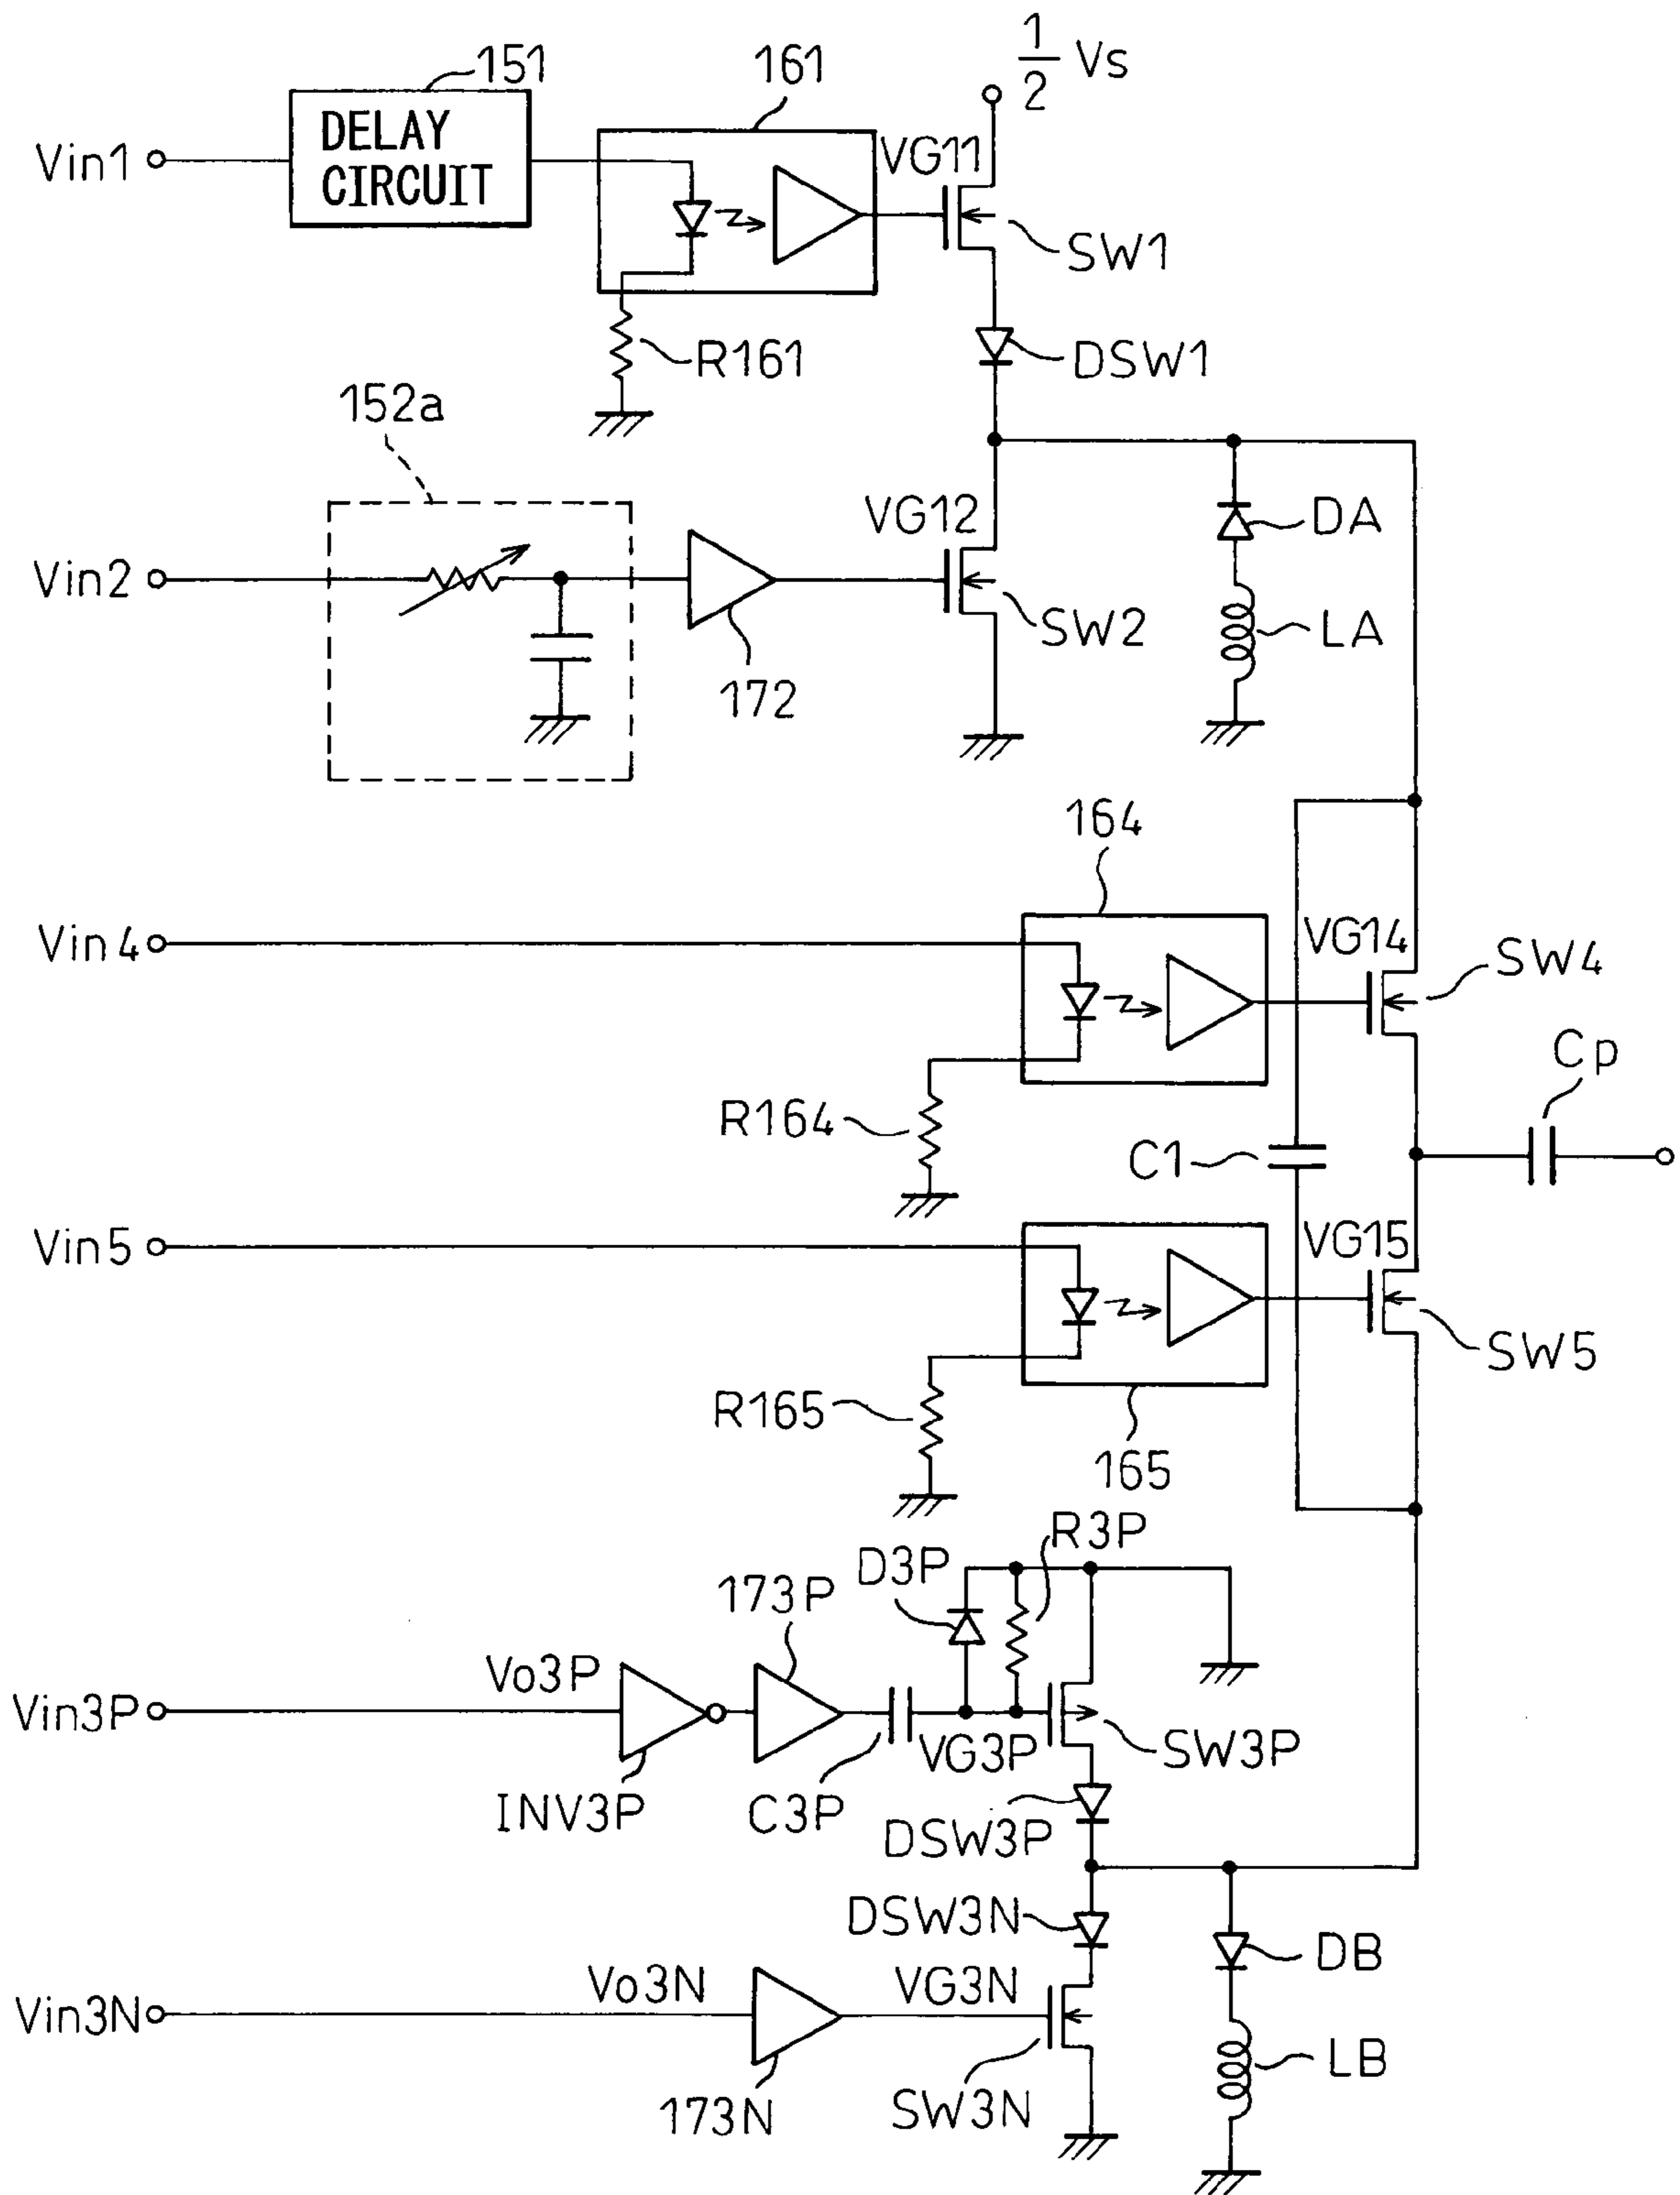 1/2 Vs
151
161
DELAY
CIRCUIT
Vin1
VG11
SW1
R161
DSW1
152a
VG12
DA
Vin2
SW2
LA
172
164
VG14
SW4
Vin4
Cp
R164
C1
Vin5
VG15
SW5
R165
165
R3P
D3P
173P
Vo3P
Vin3P
VG3P
SW3P
INV3P
C3P
DSW3P
DSW3N
DB
Vo3N
VG3N
Vin3N
LB
173N
SW3N